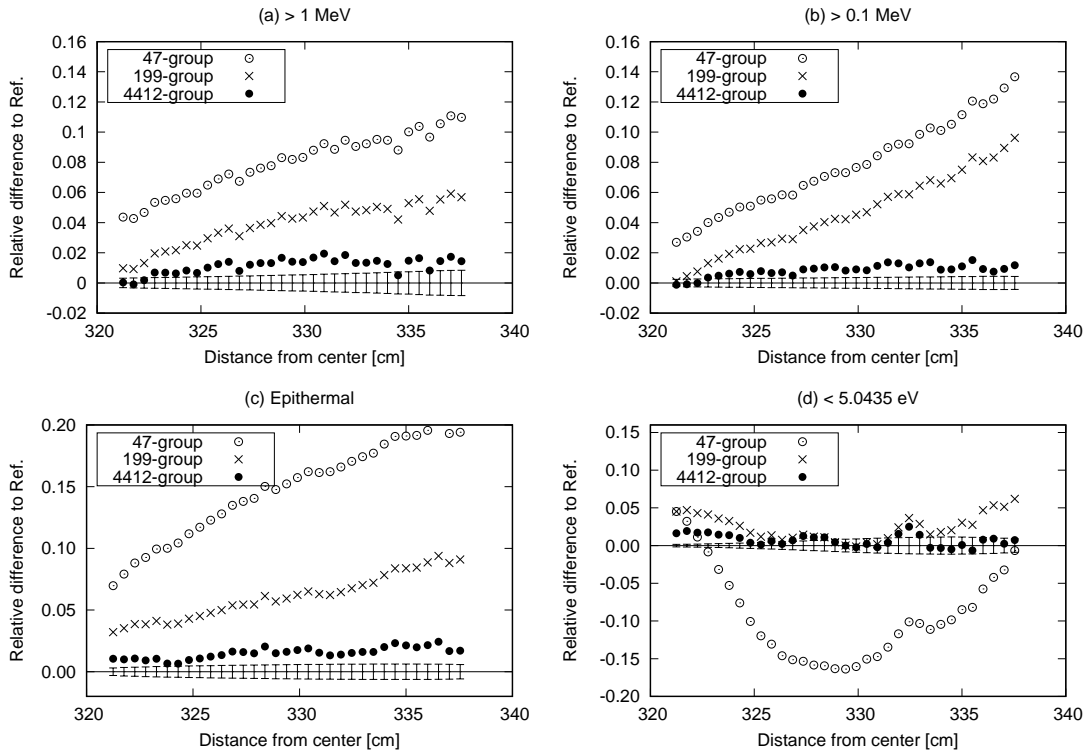 (a) > 1 MeV
0.16
0.14
0.12
0.1
0.08
0.06
0.04
0.02
0
-0.02
320
325
330
335
340
Relative difference to Ref.
Distance from center [cm]
47-group
199-group
4412-group
(b) > 0.1 MeV
0.16
0.14
0.12
0.1
0.08
0.06
0.04
0.02
0
-0.02
320
325
330
335
340
Relative difference to Ref.
Distance from center [cm]
47-group
199-group
4412-group
(c) Epithermal
0.20
0.15
0.10
0.05
0.00
320
325
330
335
340
Relative difference to Ref.
Distance from center [cm]
47-group
199-group
4412-group
(d) < 5.0435 eV
0.15
0.10
0.05
0.00
-0.05
-0.10
-0.15
-0.20
320
325
330
335
340
Relative difference to Ref.
Distance from center [cm]
47-group
199-group
4412-group